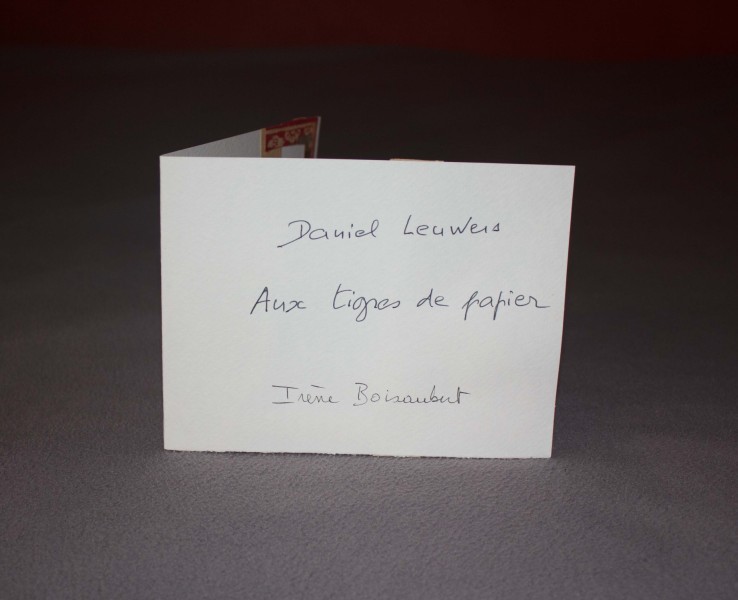 Daniel Leuwers
Aux tigres de papier
Irène Boisaubert